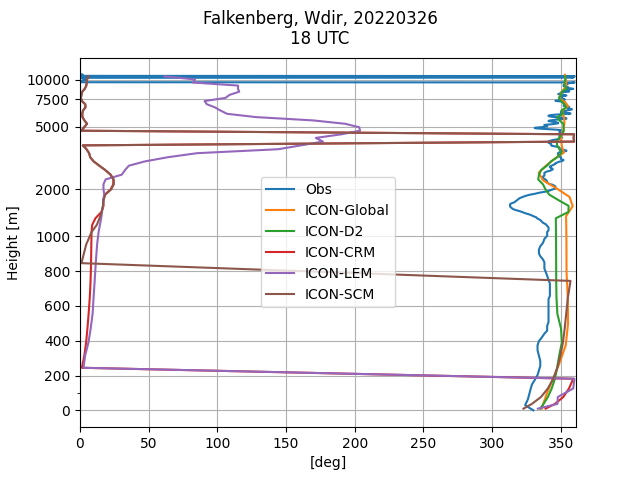 Falkenberg, Wdir, 20220326
18 UTC
10000
7500
5000
2000
1000
800
600
400
200
0
Height [m]
Obs
ICON-Global
ICON-D2
ICON-CRM
ICON-LEM
ICON-SCM
0 50 100 150 200 250 300 350
[deg]